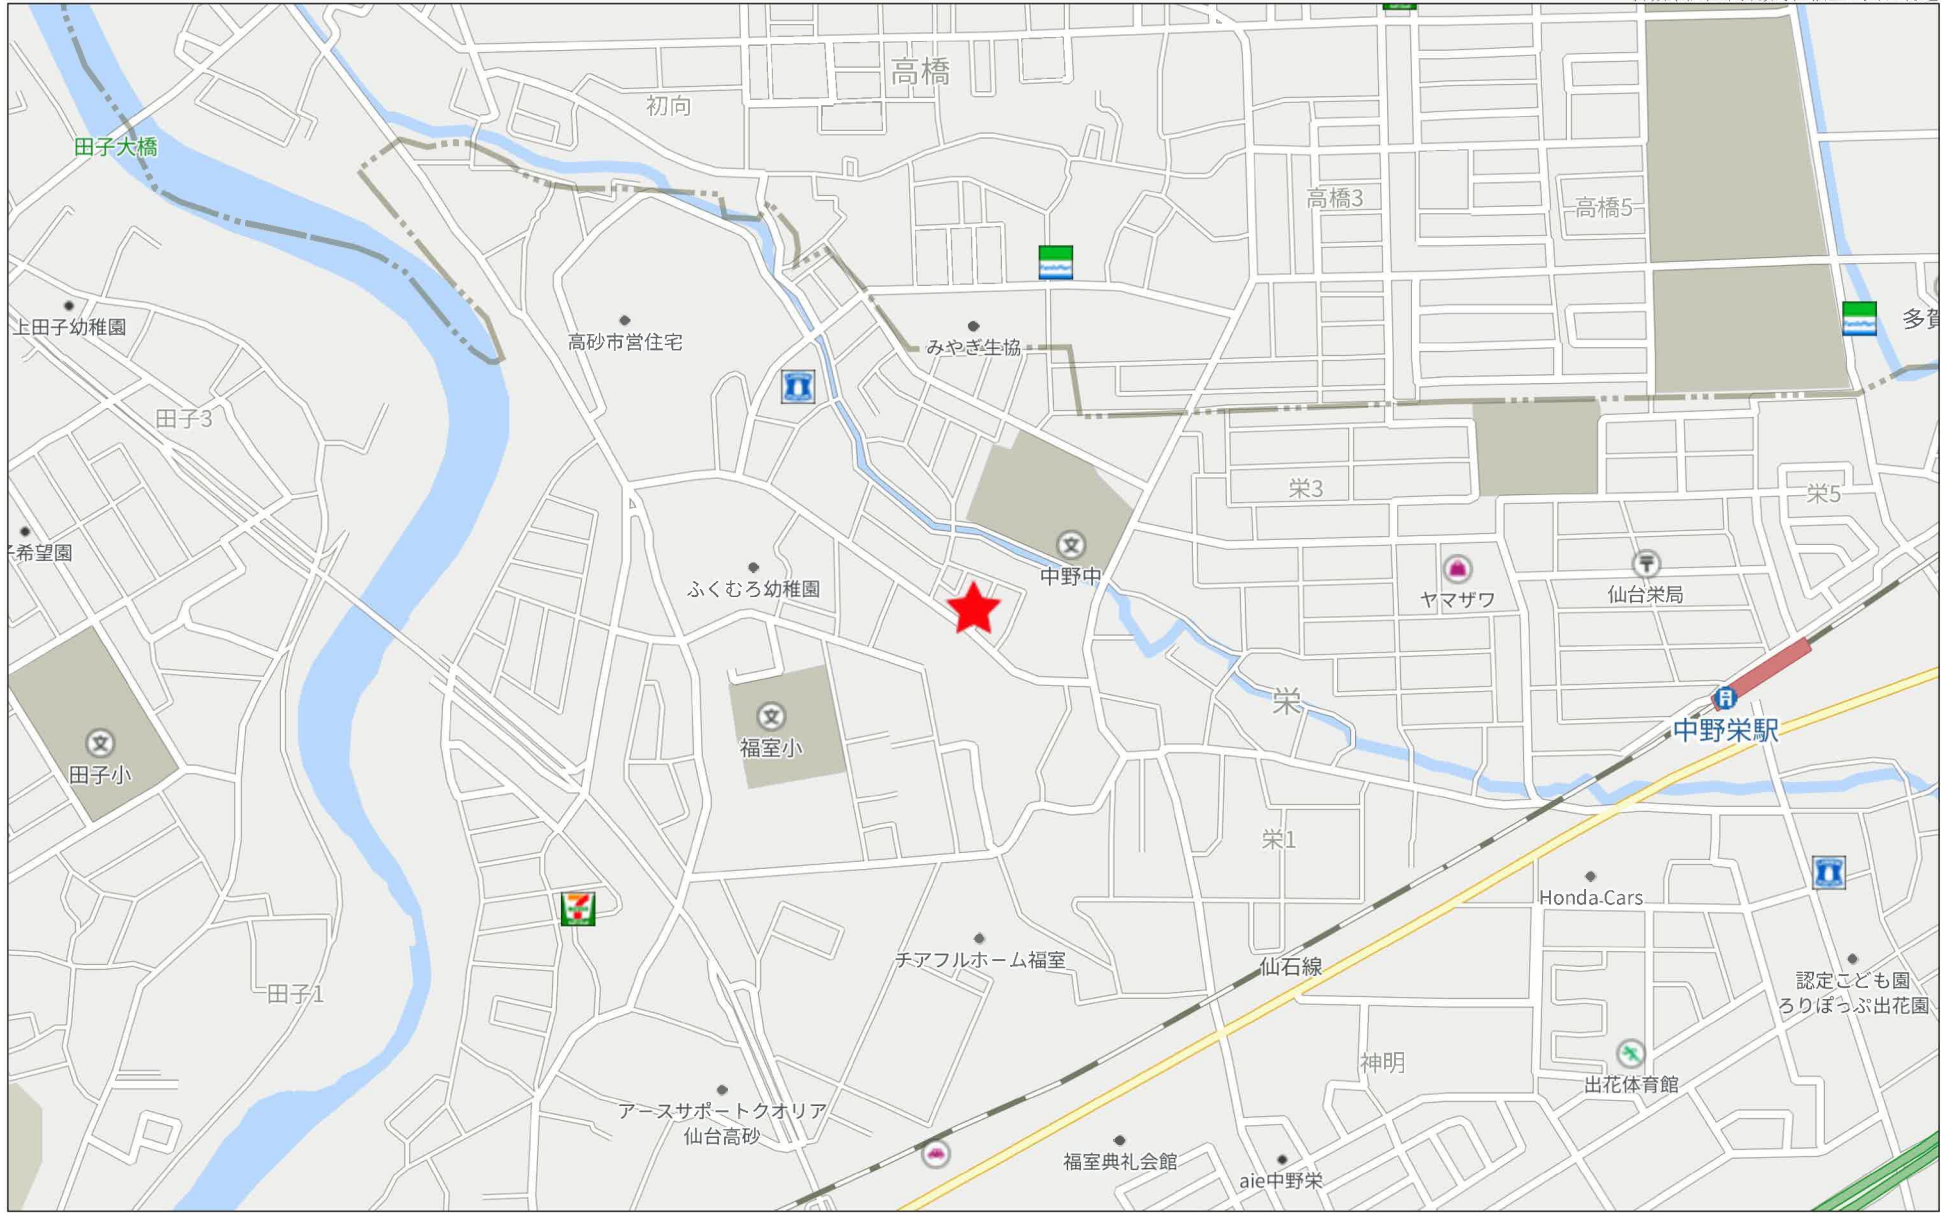 高橋
初向
田子大橋
高橋3
高橋5
上田子幼稚園
高砂市営住宅
みやぎ生協
多賀
田子3
栄3
栄5
子希望園
中野中
ふくむろ幼稚園
ヤマザワ
仙台栄局
栄
中野栄駅
福室小
田子小
栄1
Honda Cars
チアフルホーム福室
仙石線
認定こども園
ろりぽっぷ出花園
田子1
神明
出花体育館
アースサポートクオリア
仙台高砂
福室典礼会館
aie中野栄